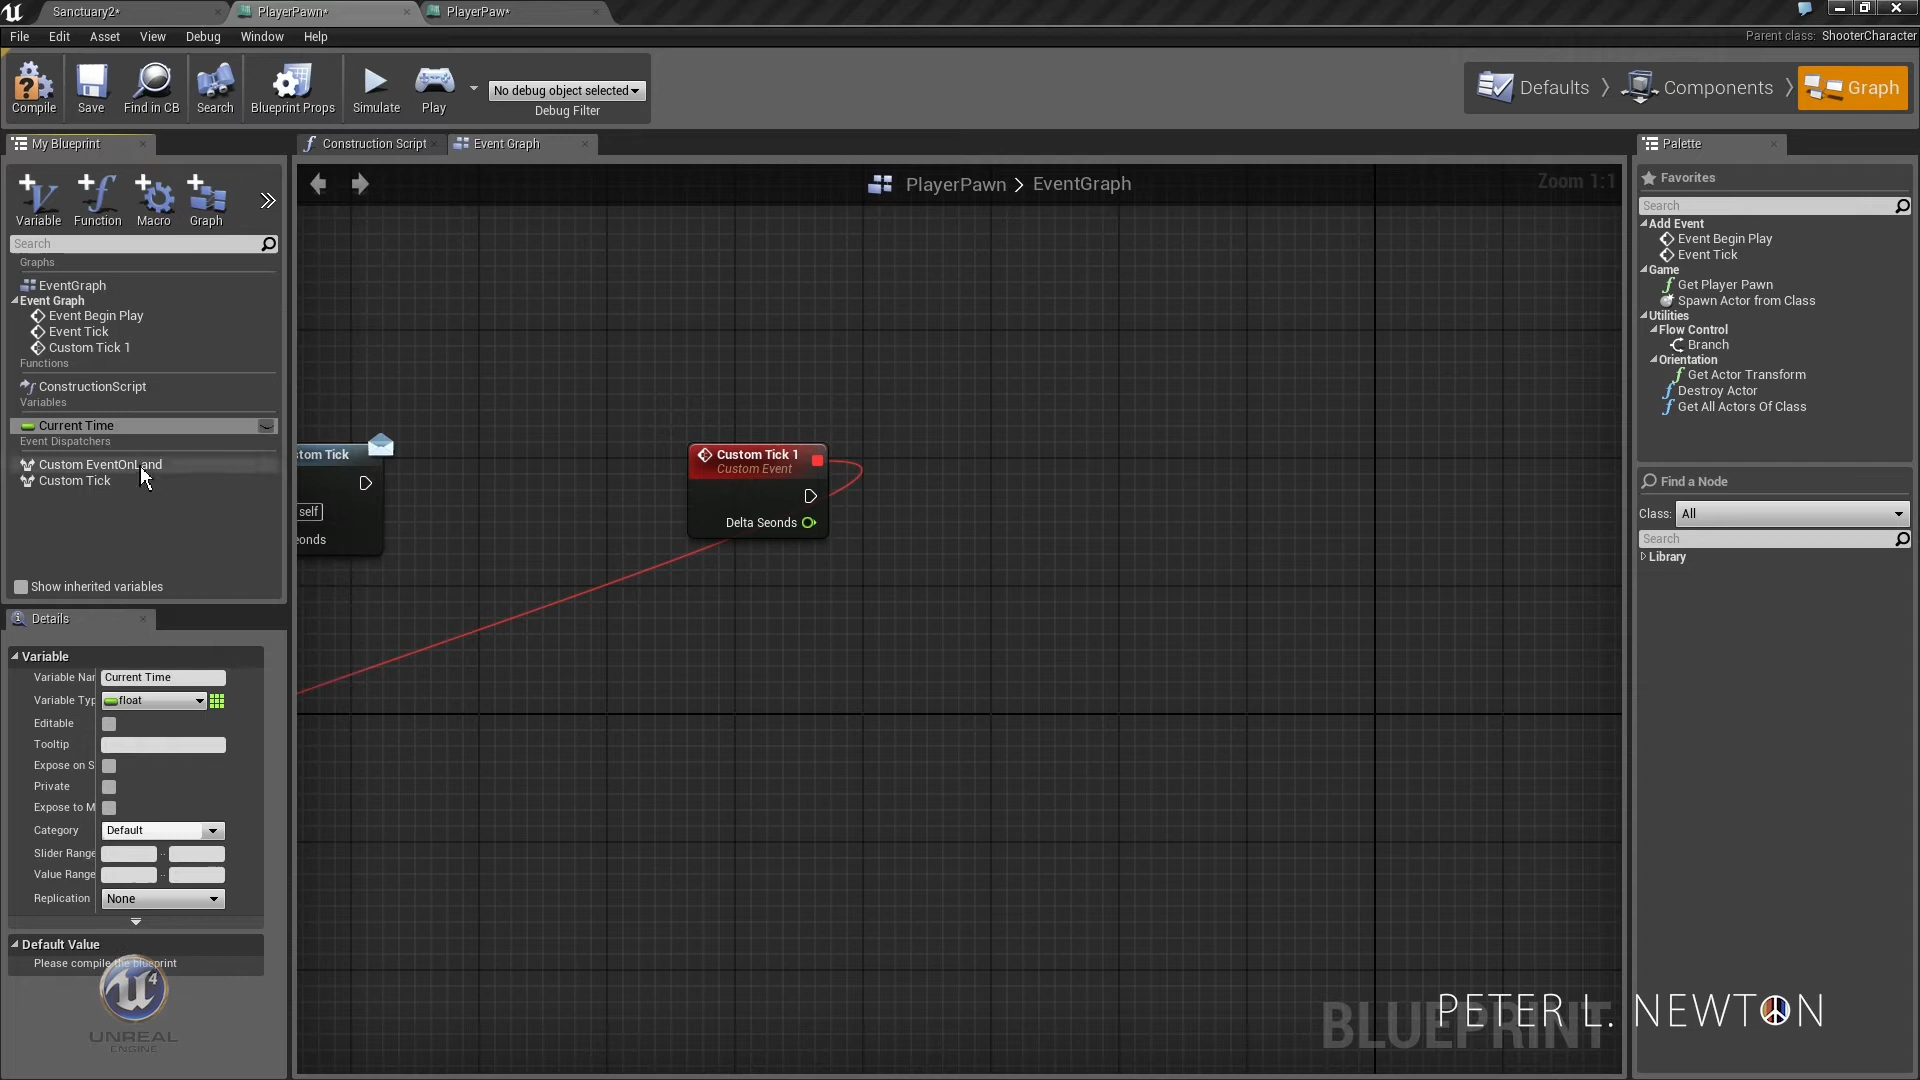 Sanctuary2*
PlayerPawn*
PlayerPaw*
File Edit Asset View Debug Window Help
Parent class: ShooterCharacter
Compile Save Find in CB Search Blueprint Props Simulate Play
No debug object selected
Debug Filter
Defaults Components Graph
My Blueprint
Construction Script
Event Graph
Palette
Variable Function Macro Graph
Search
Graphs
EventGraph
Event Graph
Event Begin Play
Event Tick
Custom Tick 1
Functions
ConstructionScript
Variables
Current Time
Event Dispatchers
Custom EventOnLand
Custom Tick
Show inherited variables
Details
Variable
Variable Nar Current Time
Variable Typ float
Editable
Tooltip
Expose on S
Private
Expose to M
Category Default
Slider Range
Value Range
Replication None
Default Value
Please compile the blueprint
UNREAL
ENGINE
PlayerPawn > EventGraph
Zoom 1:1
stom Tick
self
onds
Custom Tick 1
Custom Event
Delta Seonds
BLUEPRINT
PETER L. NEWTON
Favorites
Search
Add Event
Event Begin Play
Event Tick
Game
Get Player Pawn
Spawn Actor from Class
Utilities
Flow Control
Branch
Orientation
Get Actor Transform
Destroy Actor
Get All Actors Of Class
Find a Node
Class: All
Search
Library